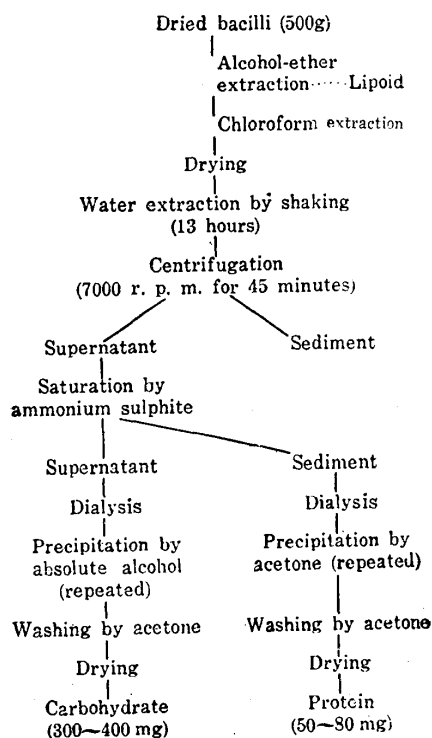 Dried bacilli (500g)
Alcohol-ether
extraction······Lipoid
Chloroform extraction
Drying
Water extraction by shaking
(13 hours)
Centrifugation
(7000 r. p. m. for 45 minutes)
Supernatant
Sediment
Saturation by
ammonium sulphite
Supernatant
Sediment
Dialysis
Dialysis
Precipitation by
absolute alcohol
(repeated)
Precipitation by
acetone (repeated)
Washing by acetone
Washing by acetone
Drying
Drying
Carbohydrate
(300~400 mg)
Protein
(50~80 mg)